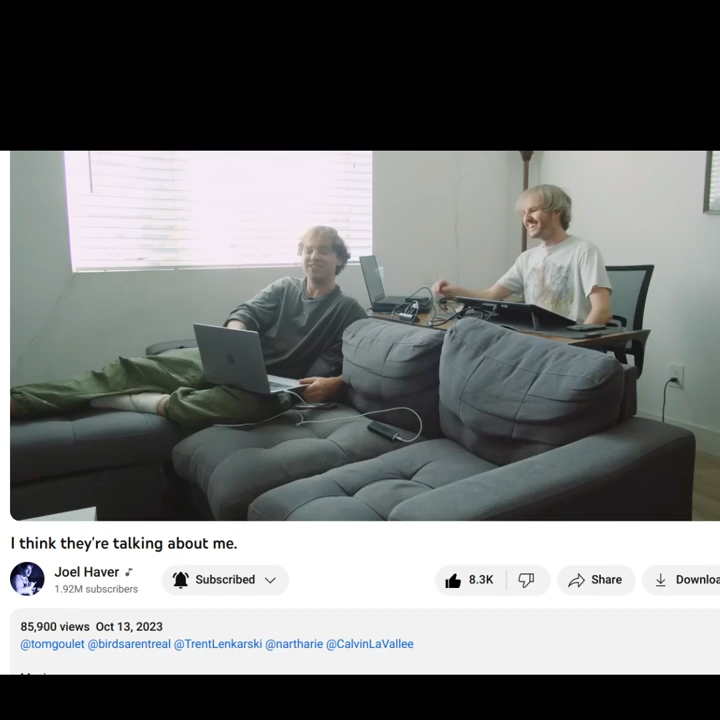 I think they're talking about me.
Joel Haver
1.92M subscribers
Subscribed
8.3K
Share
Downloa
85,900 views Oct 13, 2023
@tomgoulet @birdsarentreal @TrentLenkarski @nartharie @CalvinLaVallee